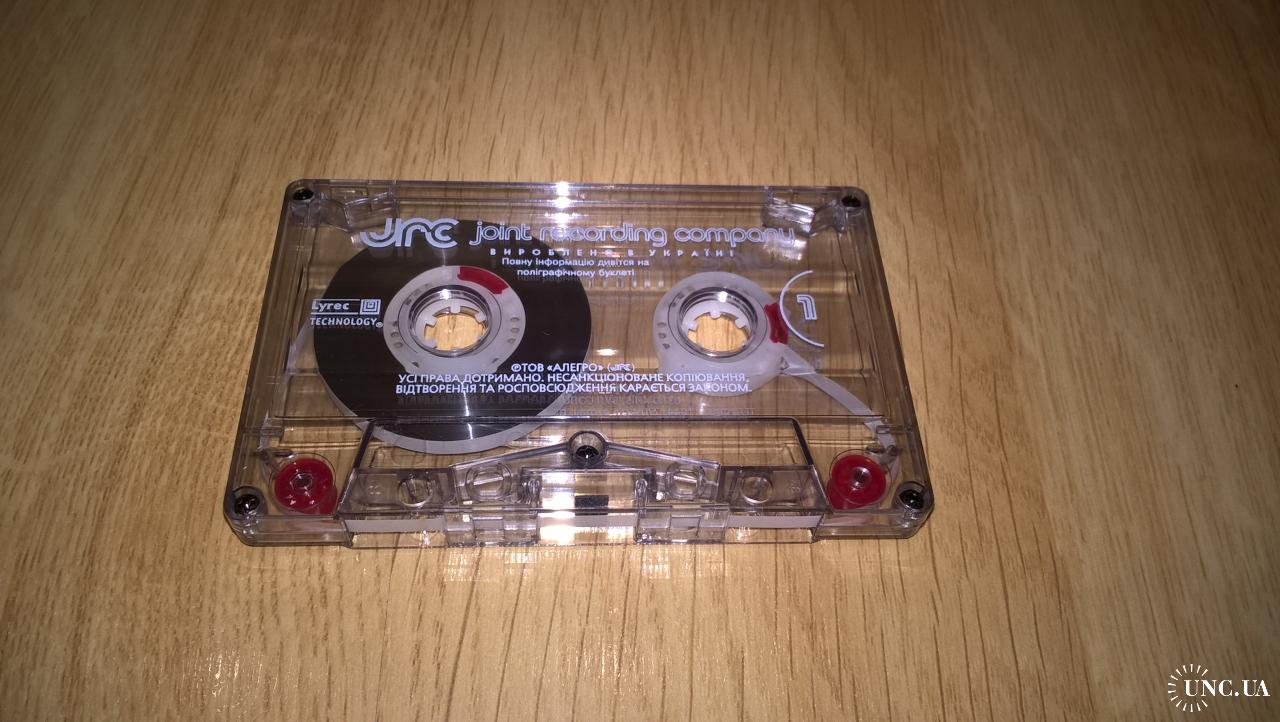 JRC joint recording company
ВИРОБЛЕНО В УКРАЇНІ
Повну інформацію дивітся на
поліграфічному буклеті
1
Lyrec
TECHNOLOGY®
℗ТОВ «АЛЕГРО» (JRC)
УСІ ПРАВА ДОТРИМАНО. НЕСАНКЦІОНОВАНЕ КОПІЮВАННЯ,
ВІДТВОРЕННЯ ТА РОСПОВСЮДЖЕННЯ КАРАЄТЬСЯ ЗАКОНОМ.
UNC.UA